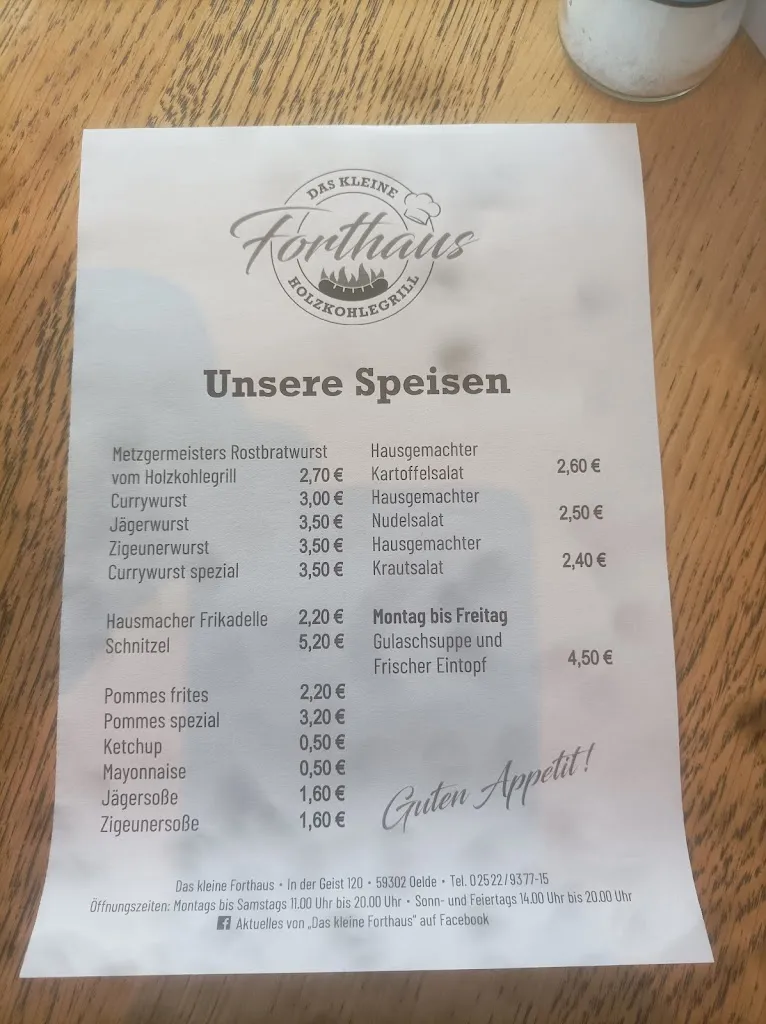 DAS KLEINE
Forthaus
HOLZKOHLEGRILL
Unsere Speisen
Metzgermeisters Rostbratwurst
vom Holzkohlegrill 2,70 €
Currywurst 3,00 €
Jägerwurst 3,50 €
Zigeunerwurst 3,50 €
Currywurst spezial 3,50 €
Hausmacher Frikadelle 2,20 €
Schnitzel 5,20 €
Pommes frites 2,20 €
Pommes spezial 3,20 €
Ketchup 0,50 €
Mayonnaise 0,50 €
Jägersoße 1,60 €
Zigeunersoße 1,60 €
Hausgemachter
Kartoffelsalat 2,60 €
Hausgemachter
Nudelsalat 2,50 €
Hausgemachter
Krautsalat 2,40 €
Montag bis Freitag
Gulaschsuppe und
Frischer Eintopf 4,50 €
Guten Appetit!
Das kleine Forthaus • In der Geist 120 • 59302 Oelde • Tel. 02522/9377-15
Öffnungszeiten: Montags bis Samstags 11.00 Uhr bis 20.00 Uhr • Sonn- und Feiertags 14.00 Uhr bis 20.00 Uhr
f Aktuelles von „Das kleine Forthaus" auf Facebook